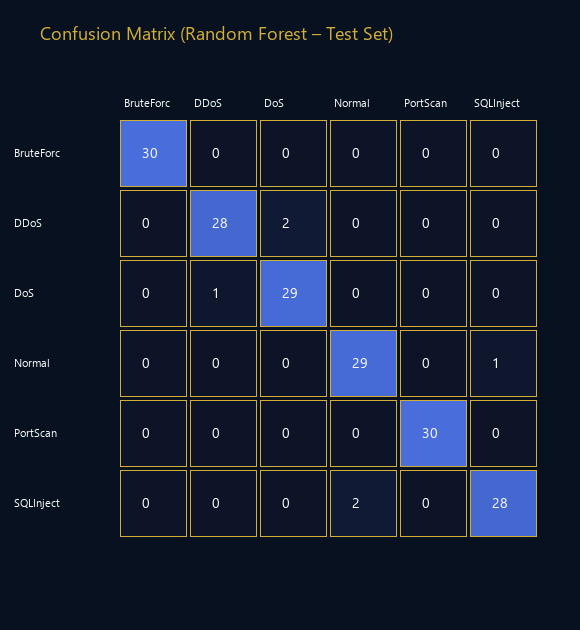 Confusion Matrix (Random Forest – Test Set)
BruteForc DDoS DoS Normal PortScan SQLInject
BruteForc 30 0 0 0 0 0
DDoS 0 28 2 0 0 0
DoS 0 1 29 0 0 0
Normal 0 0 0 29 0 1
PortScan 0 0 0 0 30 0
SQLInject 0 0 0 2 0 28